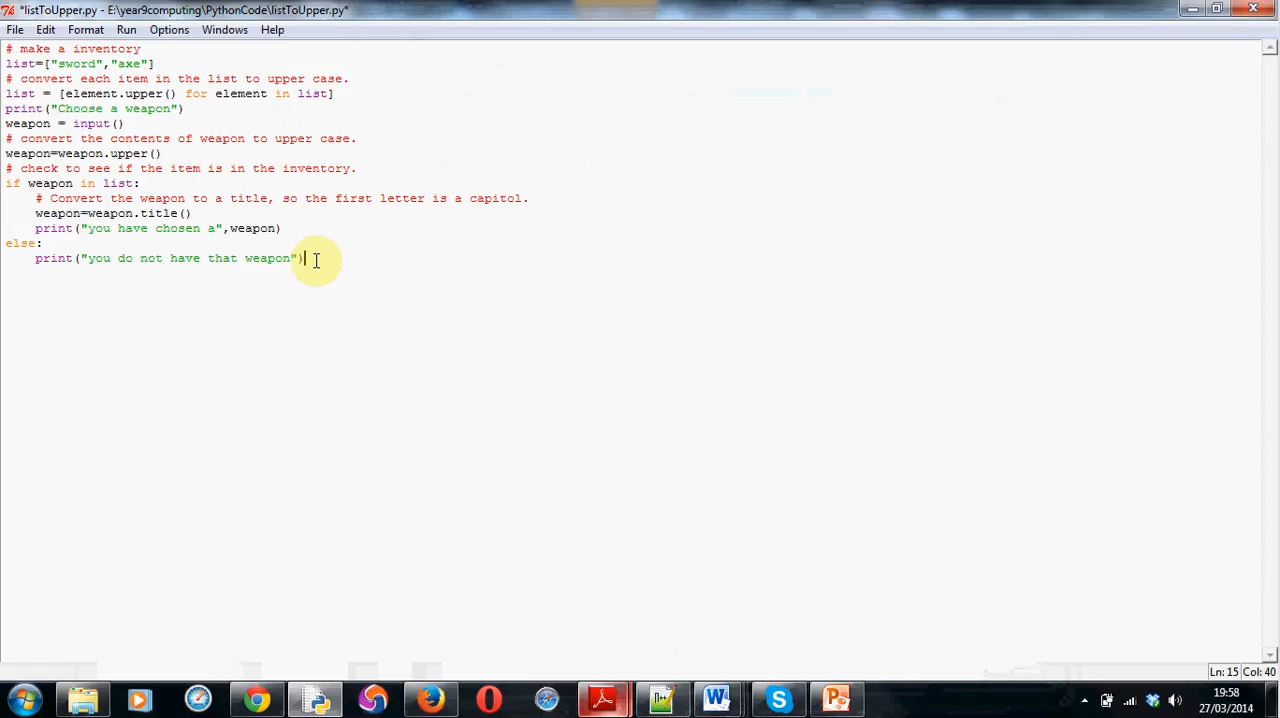 *listToUpper.py - E:\year9computing\PythonCode\listToUpper.py*
File Edit Format Run Options Windows Help
# make a inventory
list=["sword","axe"]
# convert each item in the list to upper case.
list = [element.upper() for element in list]
print("Choose a weapon")
weapon = input()
# convert the contents of weapon to upper case.
weapon=weapon.upper()
# check to see if the item is in the inventory.
if weapon in list:
    # Convert the weapon to a title, so the first letter is a capitol.
    weapon=weapon.title()
    print("you have chosen a",weapon)
else:
    print("you do not have that weapon")
Ln: 15 Col: 40
19:58
27/03/2014